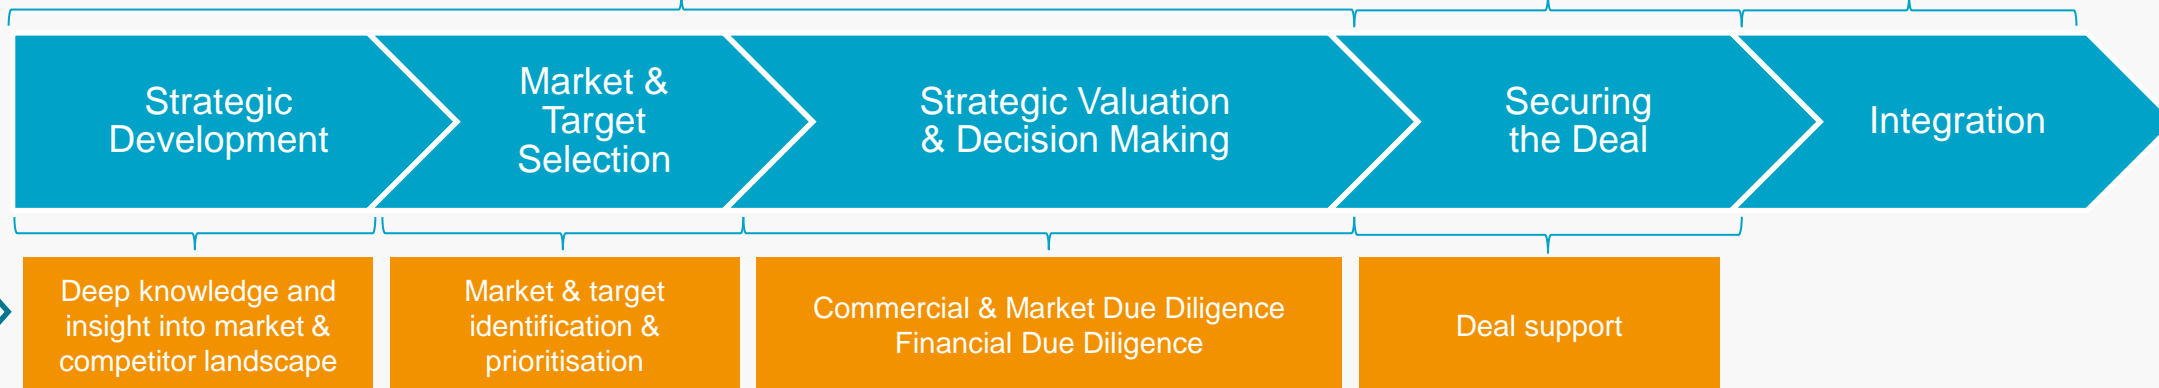 Strategic
Development
Market &
Target
Selection
Strategic Valuation
& Decision Making
Securing
the Deal
Integration
Deep knowledge and
insight into market &
competitor landscape
Market & target
identification &
prioritisation
Commercial & Market Due Diligence
Financial Due Diligence
Deal support